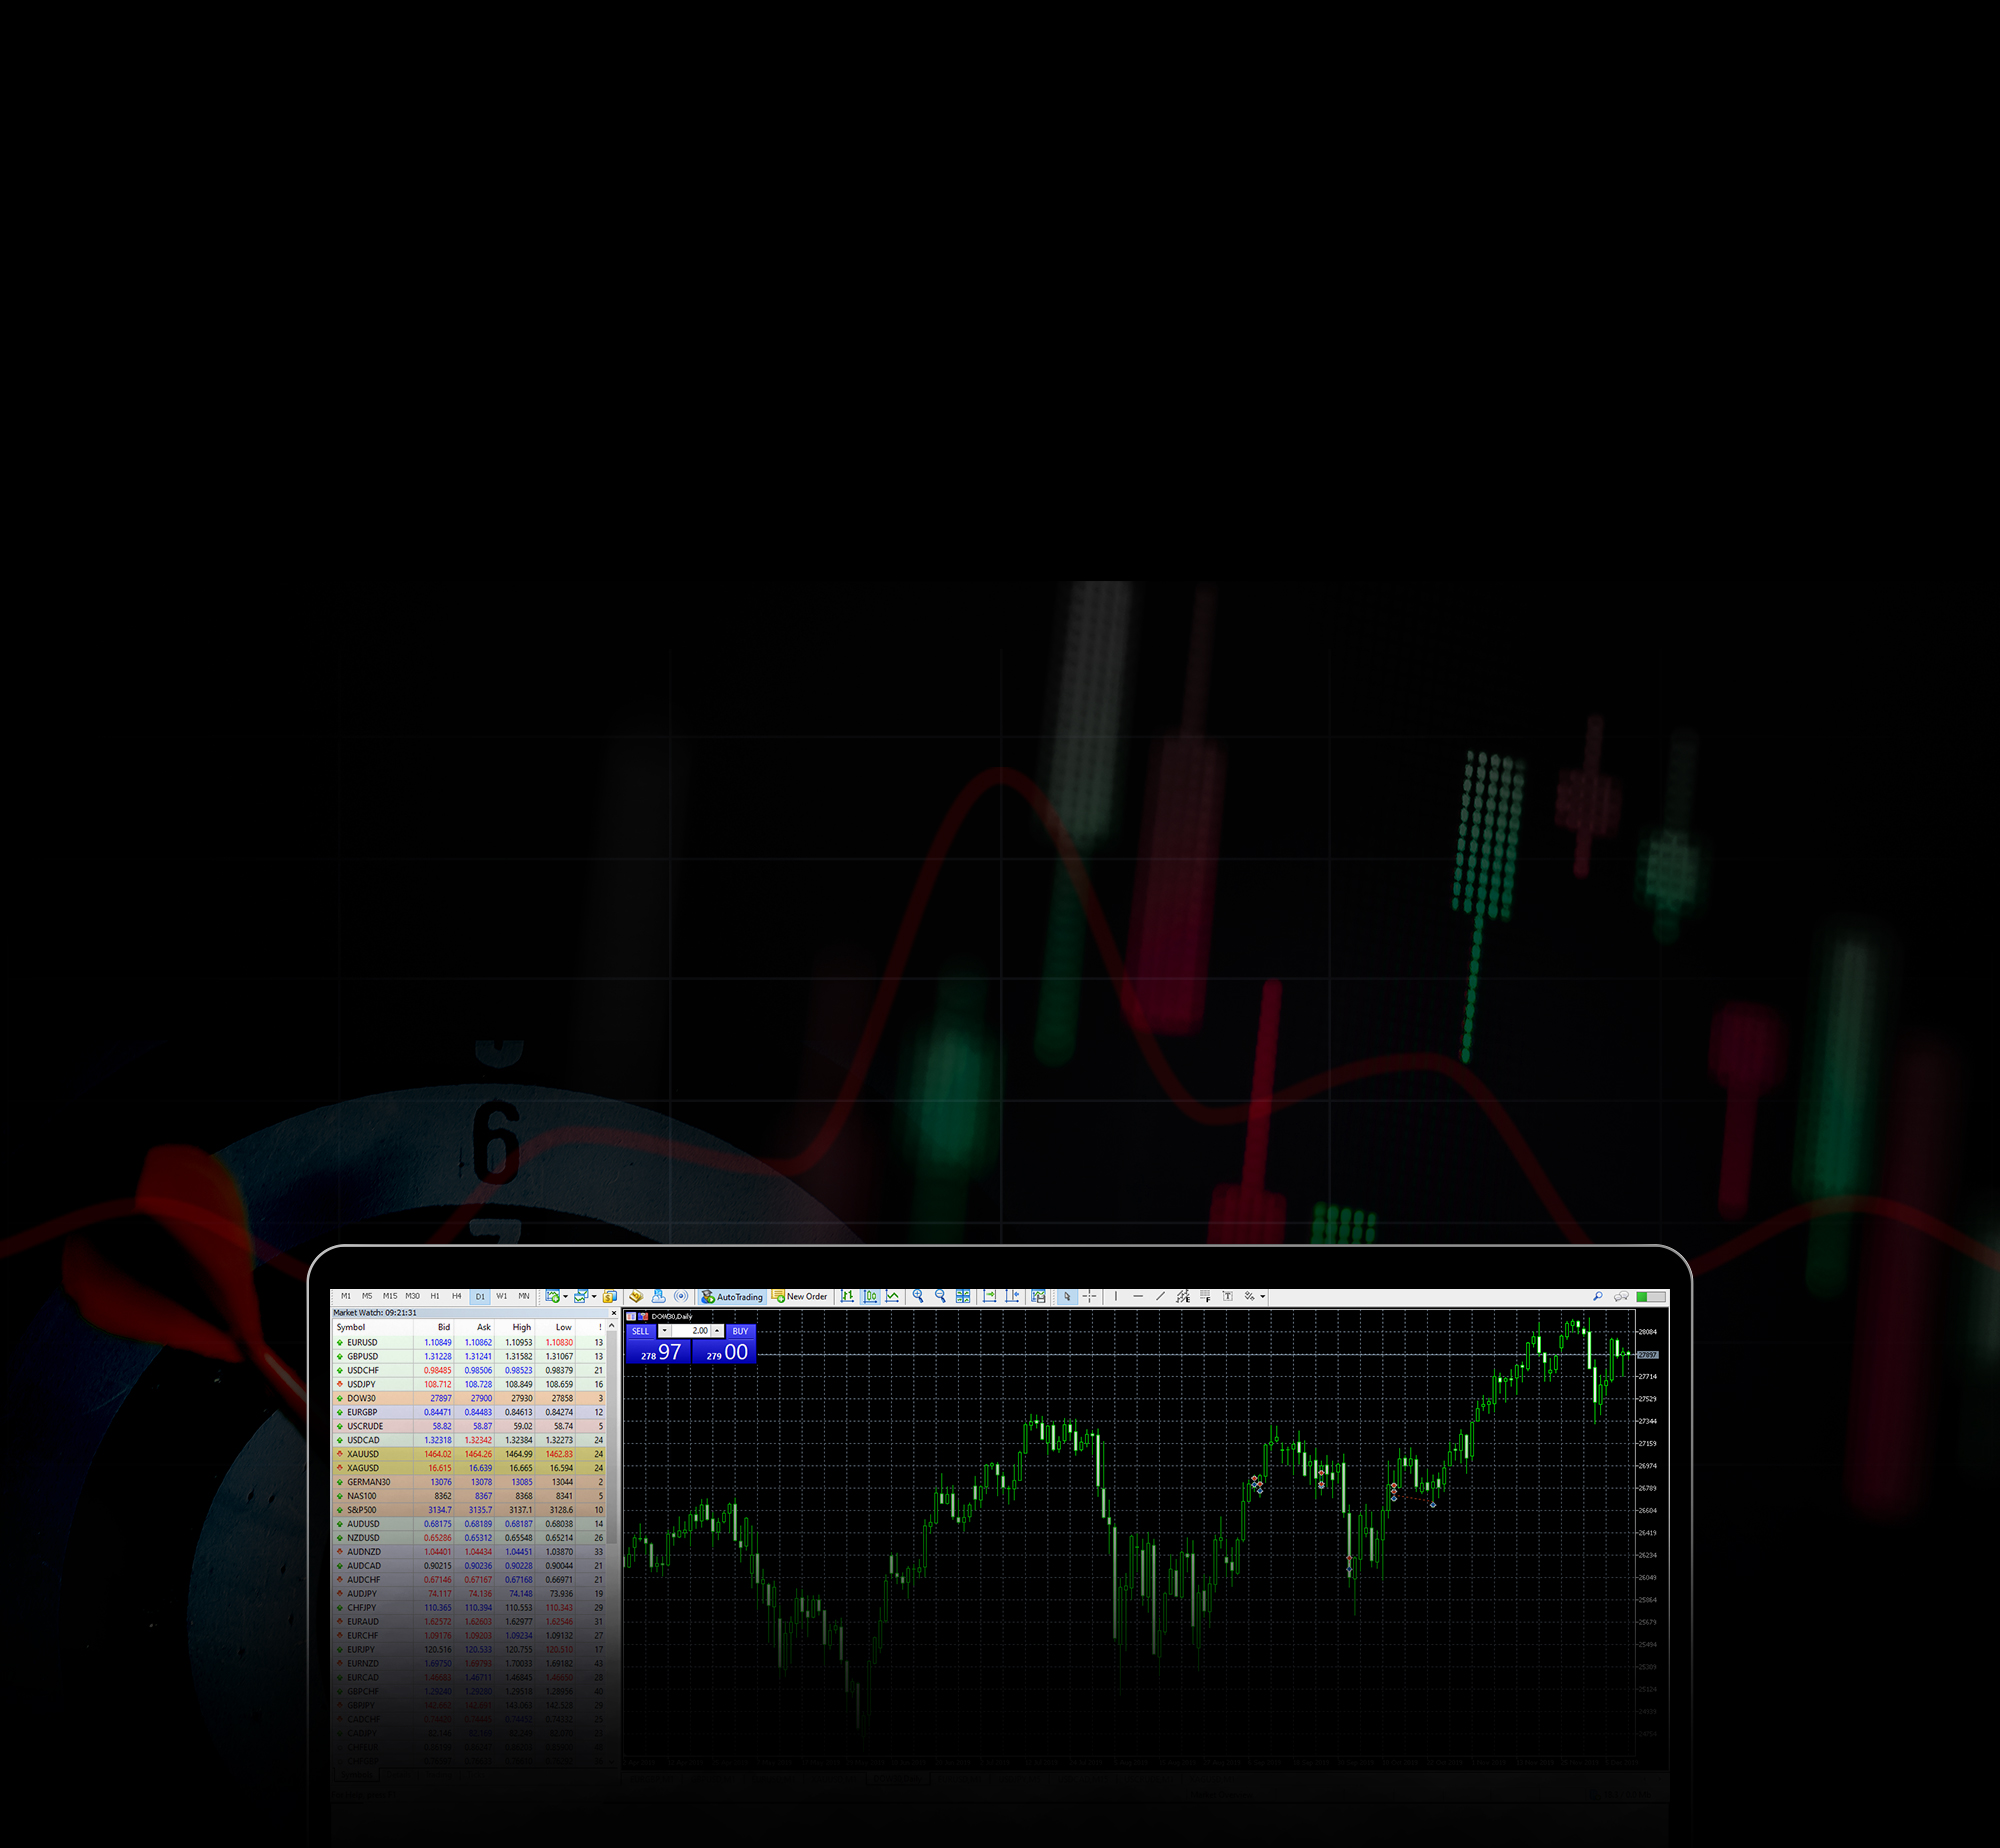 6
7
M1 M5 M15 M30 H1 H4 D1 W1 MN AutoTrading New Order
Market Watch: 09:21:31
Symbol Bid Ask High Low !
EURUSD 1.10849 1.10862 1.10953 1.10830 13
GBPUSD 1.31228 1.31241 1.31582 1.31067 13
USDCHF 0.98485 0.98506 0.98523 0.98379 21
USDJPY 108.712 108.728 108.849 108.659 16
DOW30 27897 27900 27930 27858 3
EURGBP 0.84471 0.84483 0.84613 0.84274 12
USCRUDE 58.82 58.87 59.02 58.74 5
USDCAD 1.32318 1.32342 1.32384 1.32273 24
XAUUSD 1464.02 1464.26 1464.99 1462.83 24
XAGUSD 16.615 16.639 16.665 16.594 24
GERMAN30 13076 13078 13085 13044 2
NAS100 8362 8367 8368 8341 5
S&P500 3134.7 3135.7 3137.1 3128.6 10
AUDUSD 0.68175 0.68189 0.68187 0.68038 14
NZDUSD 0.65286 0.65312 0.65548 0.65214 26
AUDNZD 1.04401 1.04434 1.04451 1.03870 33
AUDCAD 0.90215 0.90236 0.90228 0.90044 21
AUDCHF 0.67146 0.67167 0.67168 0.66971 21
AUDJPY 74.117 74.136 74.148 73.936 19
CHFJPY 110.365 110.394 110.553 110.343 29
EURAUD 1.62572 1.62603 1.62977 1.62546 31
EURCHF 1.09176 1.09203 1.09234 1.09132 27
EURJPY 120.516 120.533 120.755 120.510 17
EURNZD 1.69750 1.69793 1.70033 1.69182 43
EURCAD 1.46683 1.46711 1.46845 1.46650 28
GBPCHF 1.29240 1.29280 1.29518 1.28956 40
GBPJPY 142.662 142.691 143.063 142.528 29
CADCHF
CADJPY
DOW30,Daily
SELL 2.00 BUY
278 97 279 00
28084
27897
27714
27529
27344
27159
26974
26789
26604
26419
26234
26049
25864
25679
25494
25309
25124